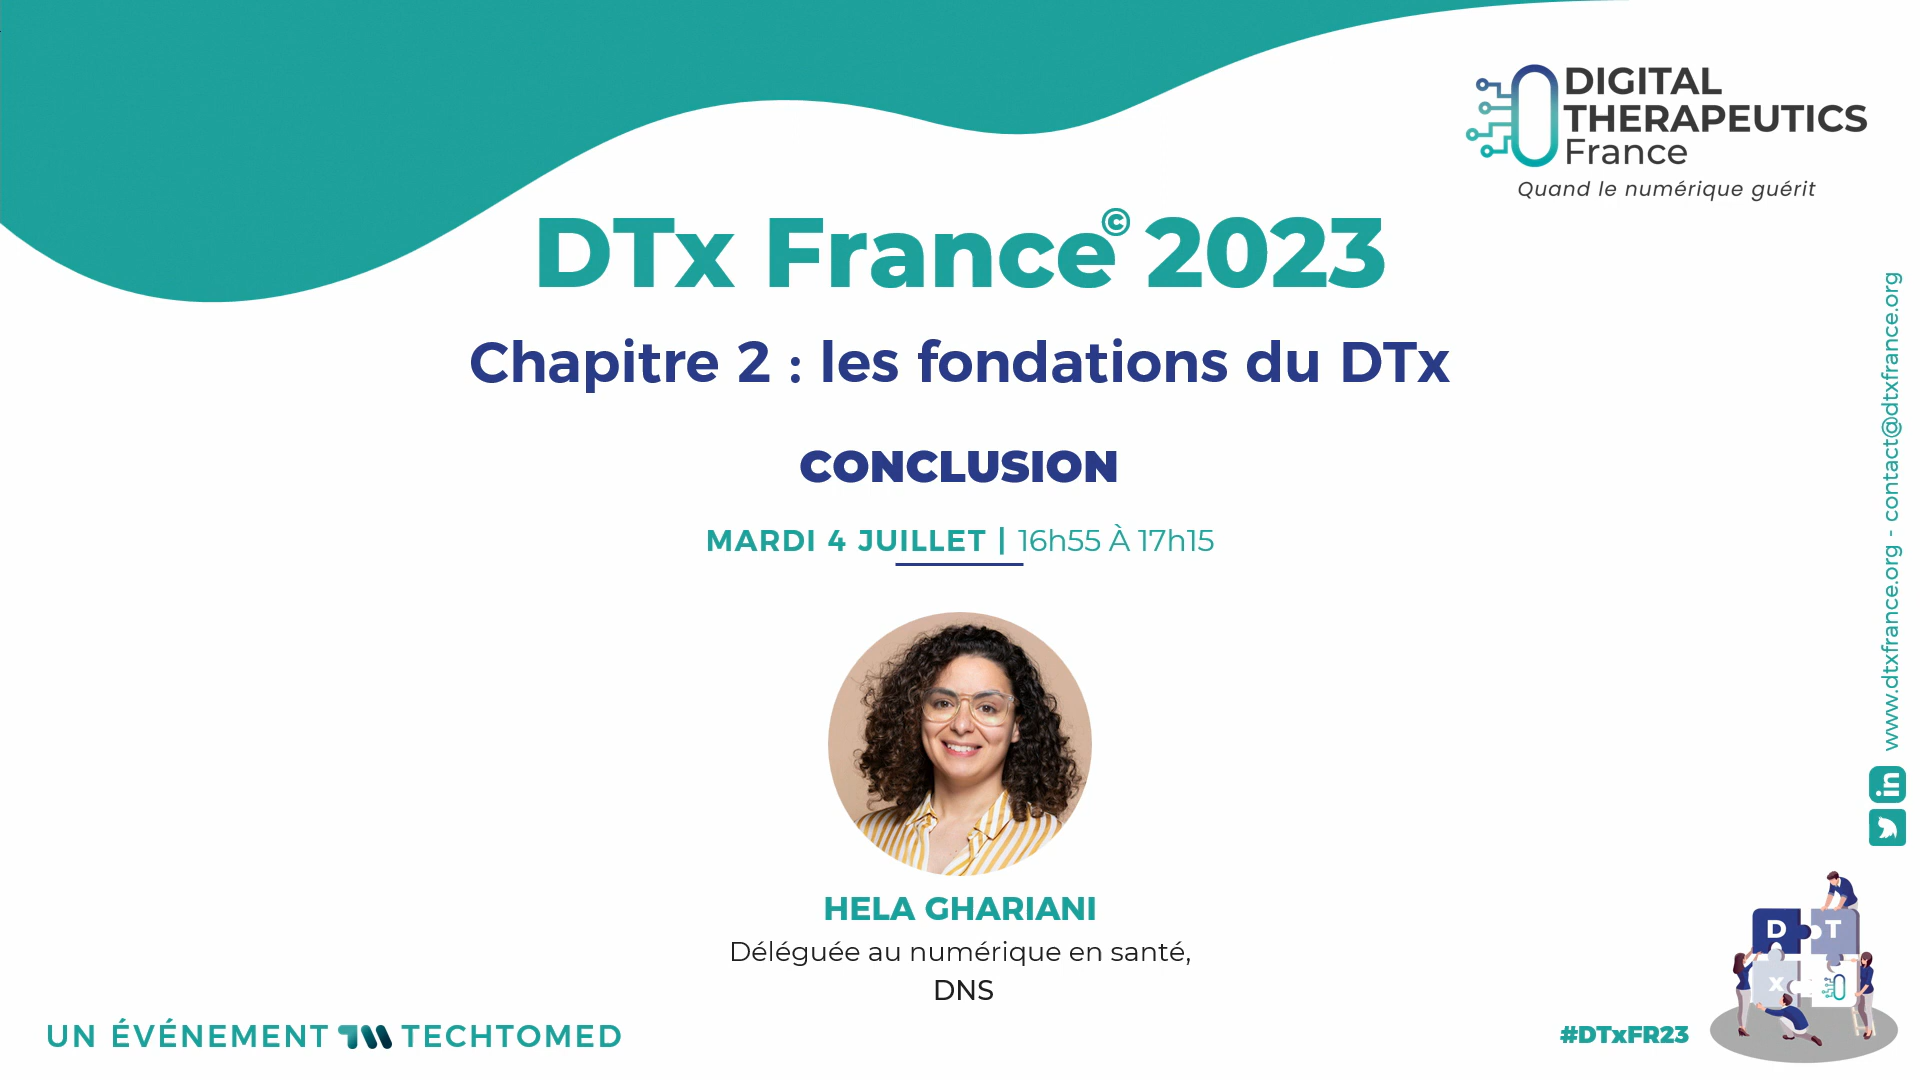 DIGITAL
THERAPEUTICS
France
Quand le numérique guérit
DTx France© 2023
Chapitre 2 : les fondations du DTx
CONCLUSION
MARDI 4 JUILLET | 16h55 À 17h15
HELA GHARIANI
Déléguée au numérique en santé,
DNS
www.dtxfrance.org - contact@dtxfrance.org
in
D T
X
UN ÉVÉNEMENT TM TECHTOMED
#DTxFR23